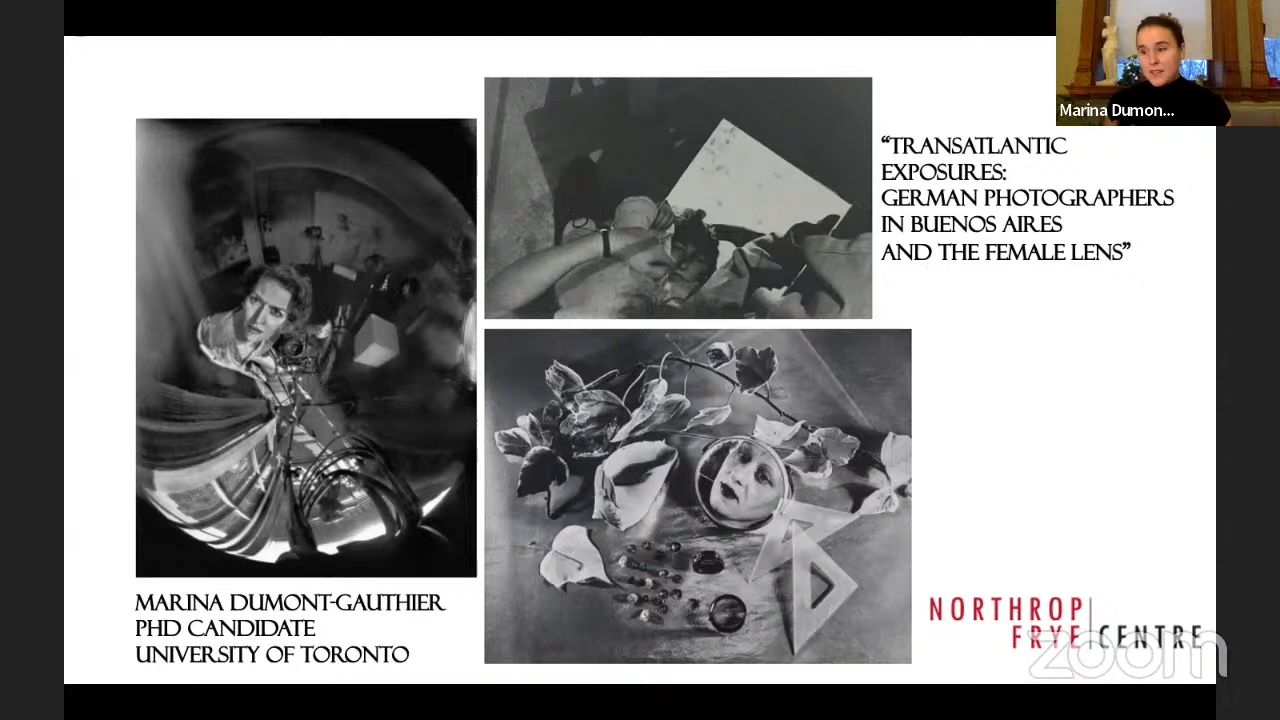 Marina Dumon...
“TRANSATLANTIC
EXPOSURES:
GERMAN PHOTOGRAPHERS
IN BUENOS AIRES
AND THE FEMALE LENS”
MARINA DUMONT-GAUTHIER
PHD CANDIDATE
UNIVERSITY OF TORONTO
NORTHROP
FRYE CENTRE
zoom